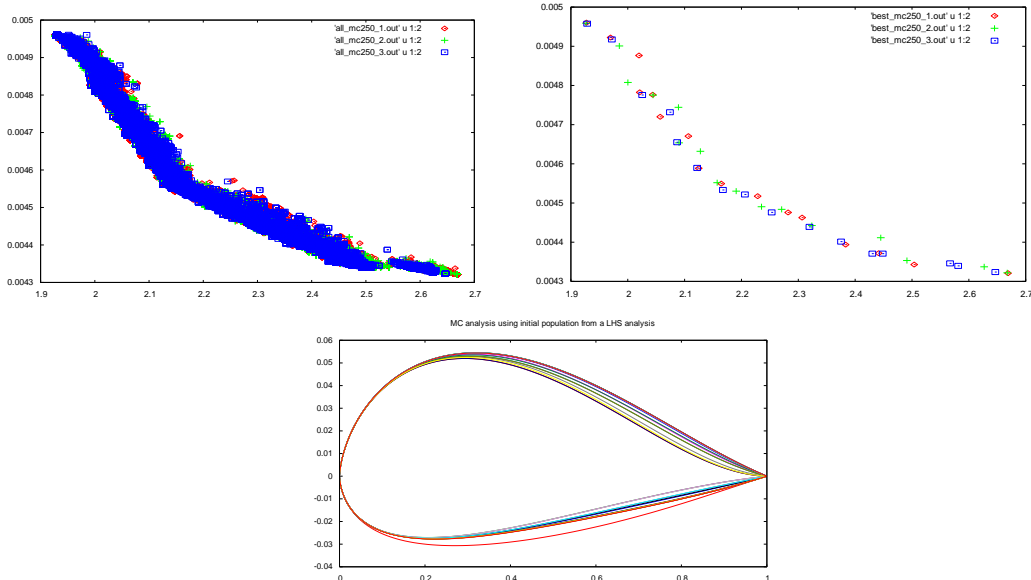 0.005
0.0049
0.0048
0.0047
0.0046
0.0045
0.0044
0.0043
1.9 2 2.1 2.2 2.3 2.4 2.5 2.6 2.7
'all_mc250_1.out' u 1:2
'all_mc250_2.out' u 1:2
'all_mc250_3.out' u 1:2
0.005
0.0049
0.0048
0.0047
0.0046
0.0045
0.0044
0.0043
1.9 2 2.1 2.2 2.3 2.4 2.5 2.6 2.7
'best_mc250_1.out' u 1:2
'best_mc250_2.out' u 1:2
'best_mc250_3.out' u 1:2
MC analysis using initial population from a LHS analysis
0.06
0.05
0.04
0.03
0.02
0.01
0
-0.01
-0.02
-0.03
-0.04
0 0.2 0.4 0.6 0.8 1